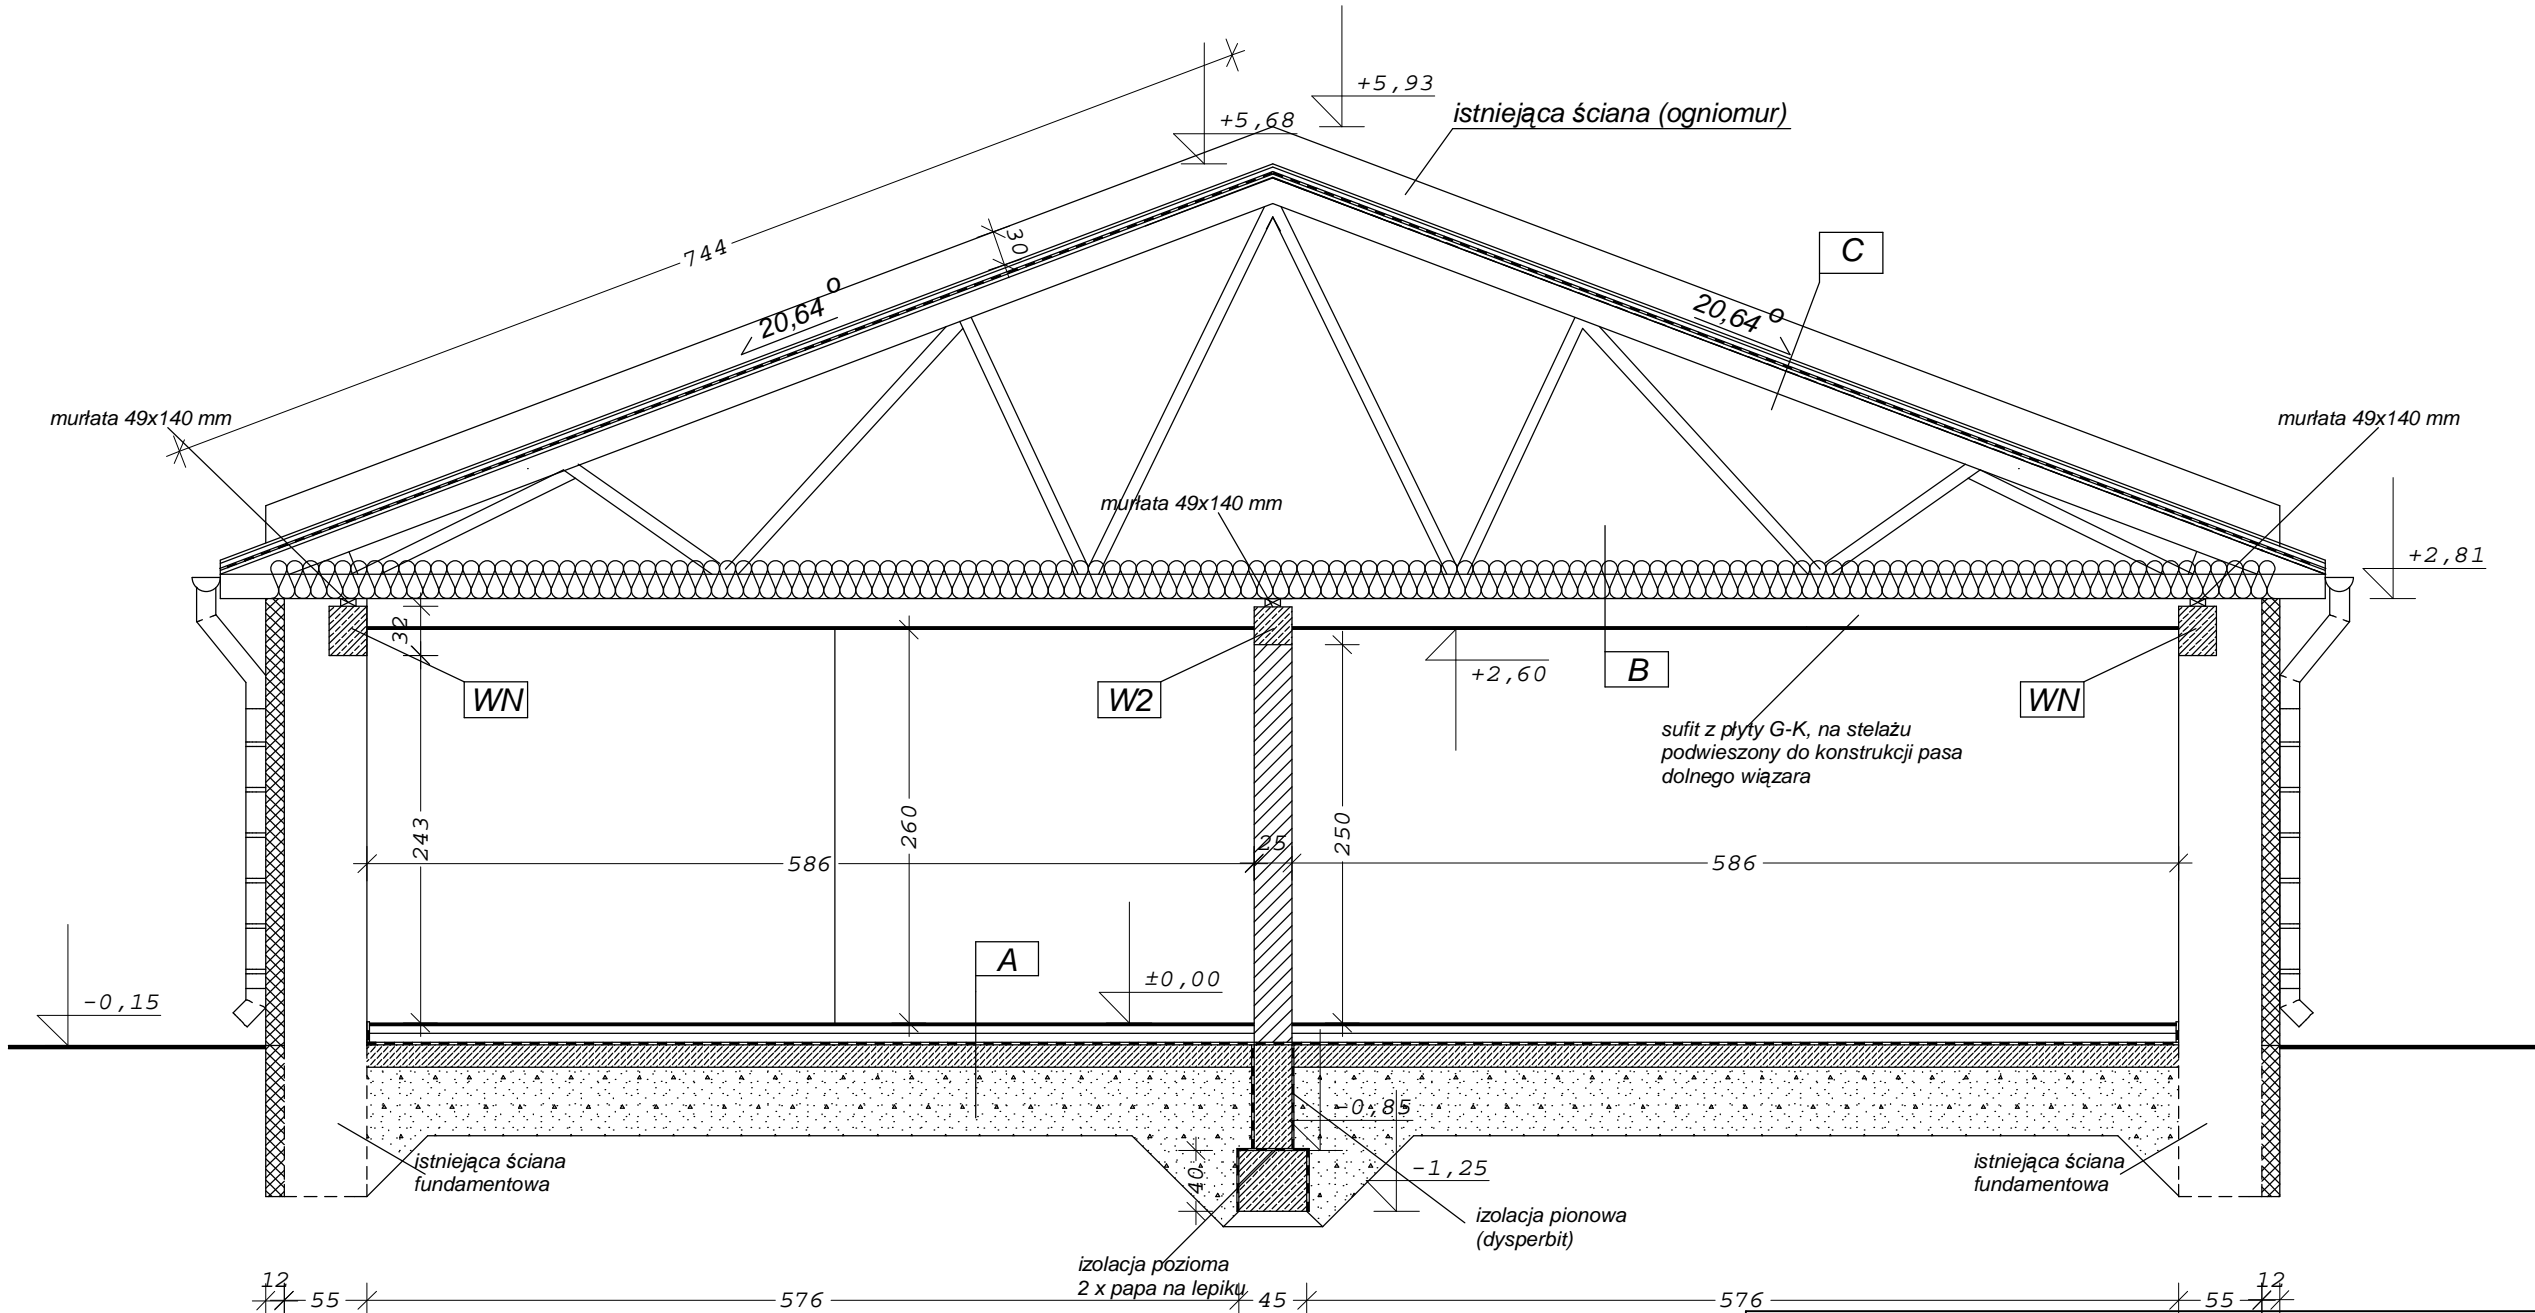 +5,93
+5,68
istniejąca ściana (ogniomur)
744
30
C
20,64 o
20,64 o
murłata 49x140 mm
murłata 49x140 mm
murłata 49x140 mm
+2,81
32
WN
W2
+2,60
B
WN
sufit z płyty G-K, na stelażu
podwieszony do konstrukcji pasa
dolnego wiązara
243
260
250
25
586
586
A
±0,00
-0,15
-0,85
istniejąca ściana
fundamentowa
40
-1,25
istniejąca ściana
fundamentowa
izolacja pionowa
(dysperbit)
izolacja pozioma
2 x papa na lepiku
12
55
576
45
576
55
12